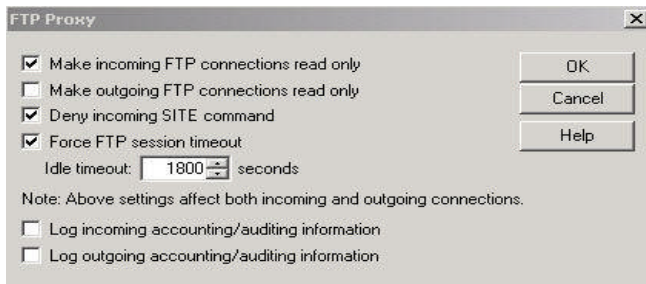 FTP Proxy
Make incoming FTP connections read only
Make outgoing FTP connections read only
Deny incoming SITE command
Force FTP session timeout
Idle timeout: 1800 seconds
Note: Above settings affect both incoming and outgoing connections.
Log incoming accounting/auditing information
Log outgoing accounting/auditing information
OK
Cancel
Help